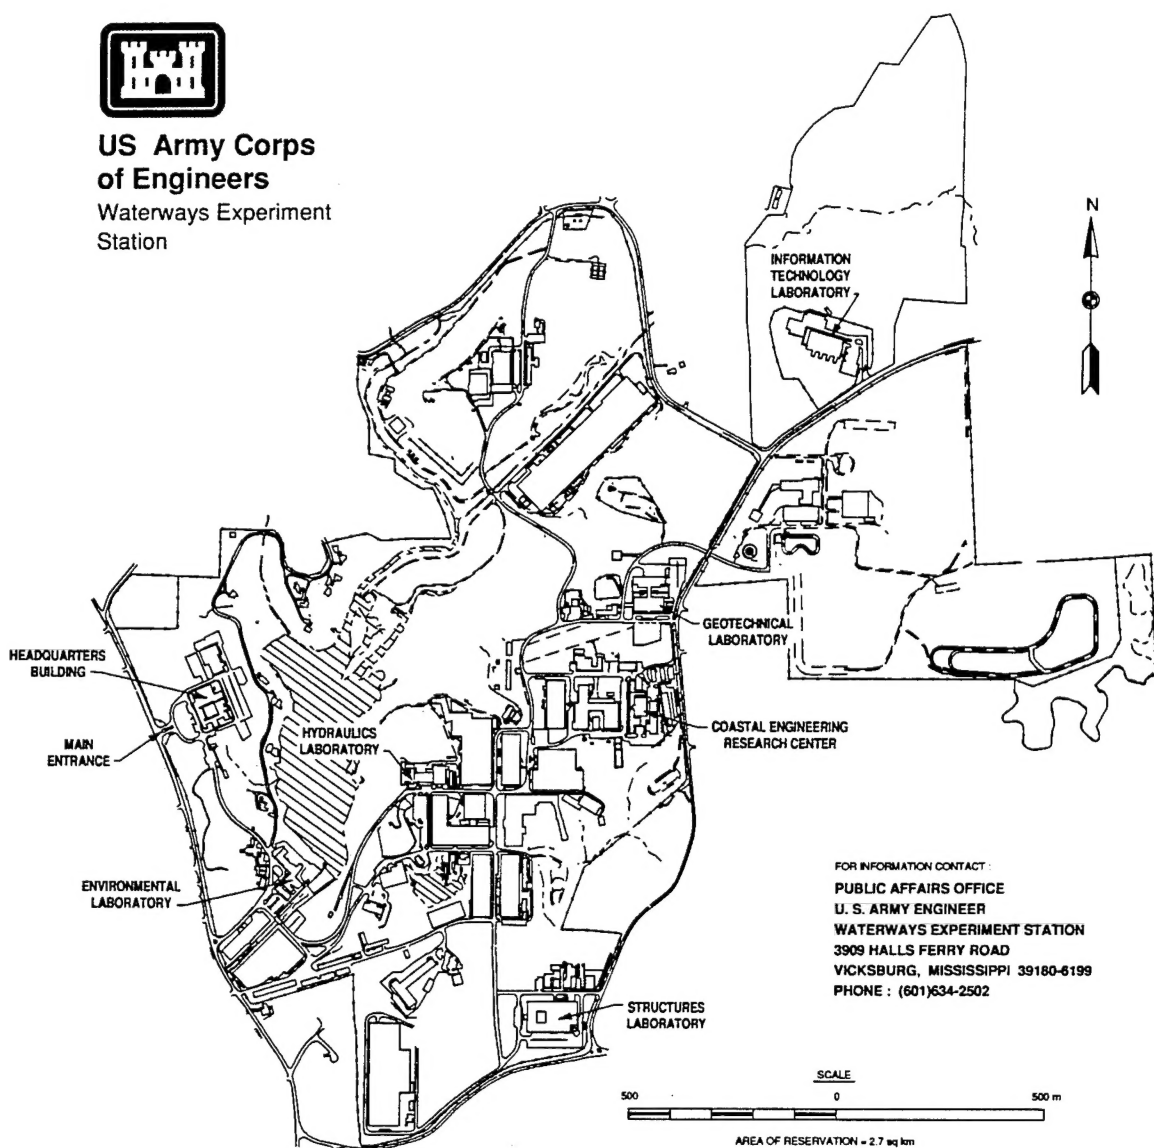 US Army Corps
of Engineers
Waterways Experiment
Station
N
INFORMATION
TECHNOLOGY
LABORATORY
GEOTECHNICAL
LABORATORY
HEADQUARTERS
BUILDING
MAIN
ENTRANCE
HYDRAULICS
LABORATORY
COASTAL ENGINEERING
RESEARCH CENTER
ENVIRONMENTAL
LABORATORY
STRUCTURES
LABORATORY
FOR INFORMATION CONTACT :
PUBLIC AFFAIRS OFFICE
U. S. ARMY ENGINEER
WATERWAYS EXPERIMENT STATION
3909 HALLS FERRY ROAD
VICKSBURG, MISSISSIPPI 39180-6199
PHONE : (601)634-2502
SCALE
500 0 500 m
AREA OF RESERVATION = 2.7 sq km